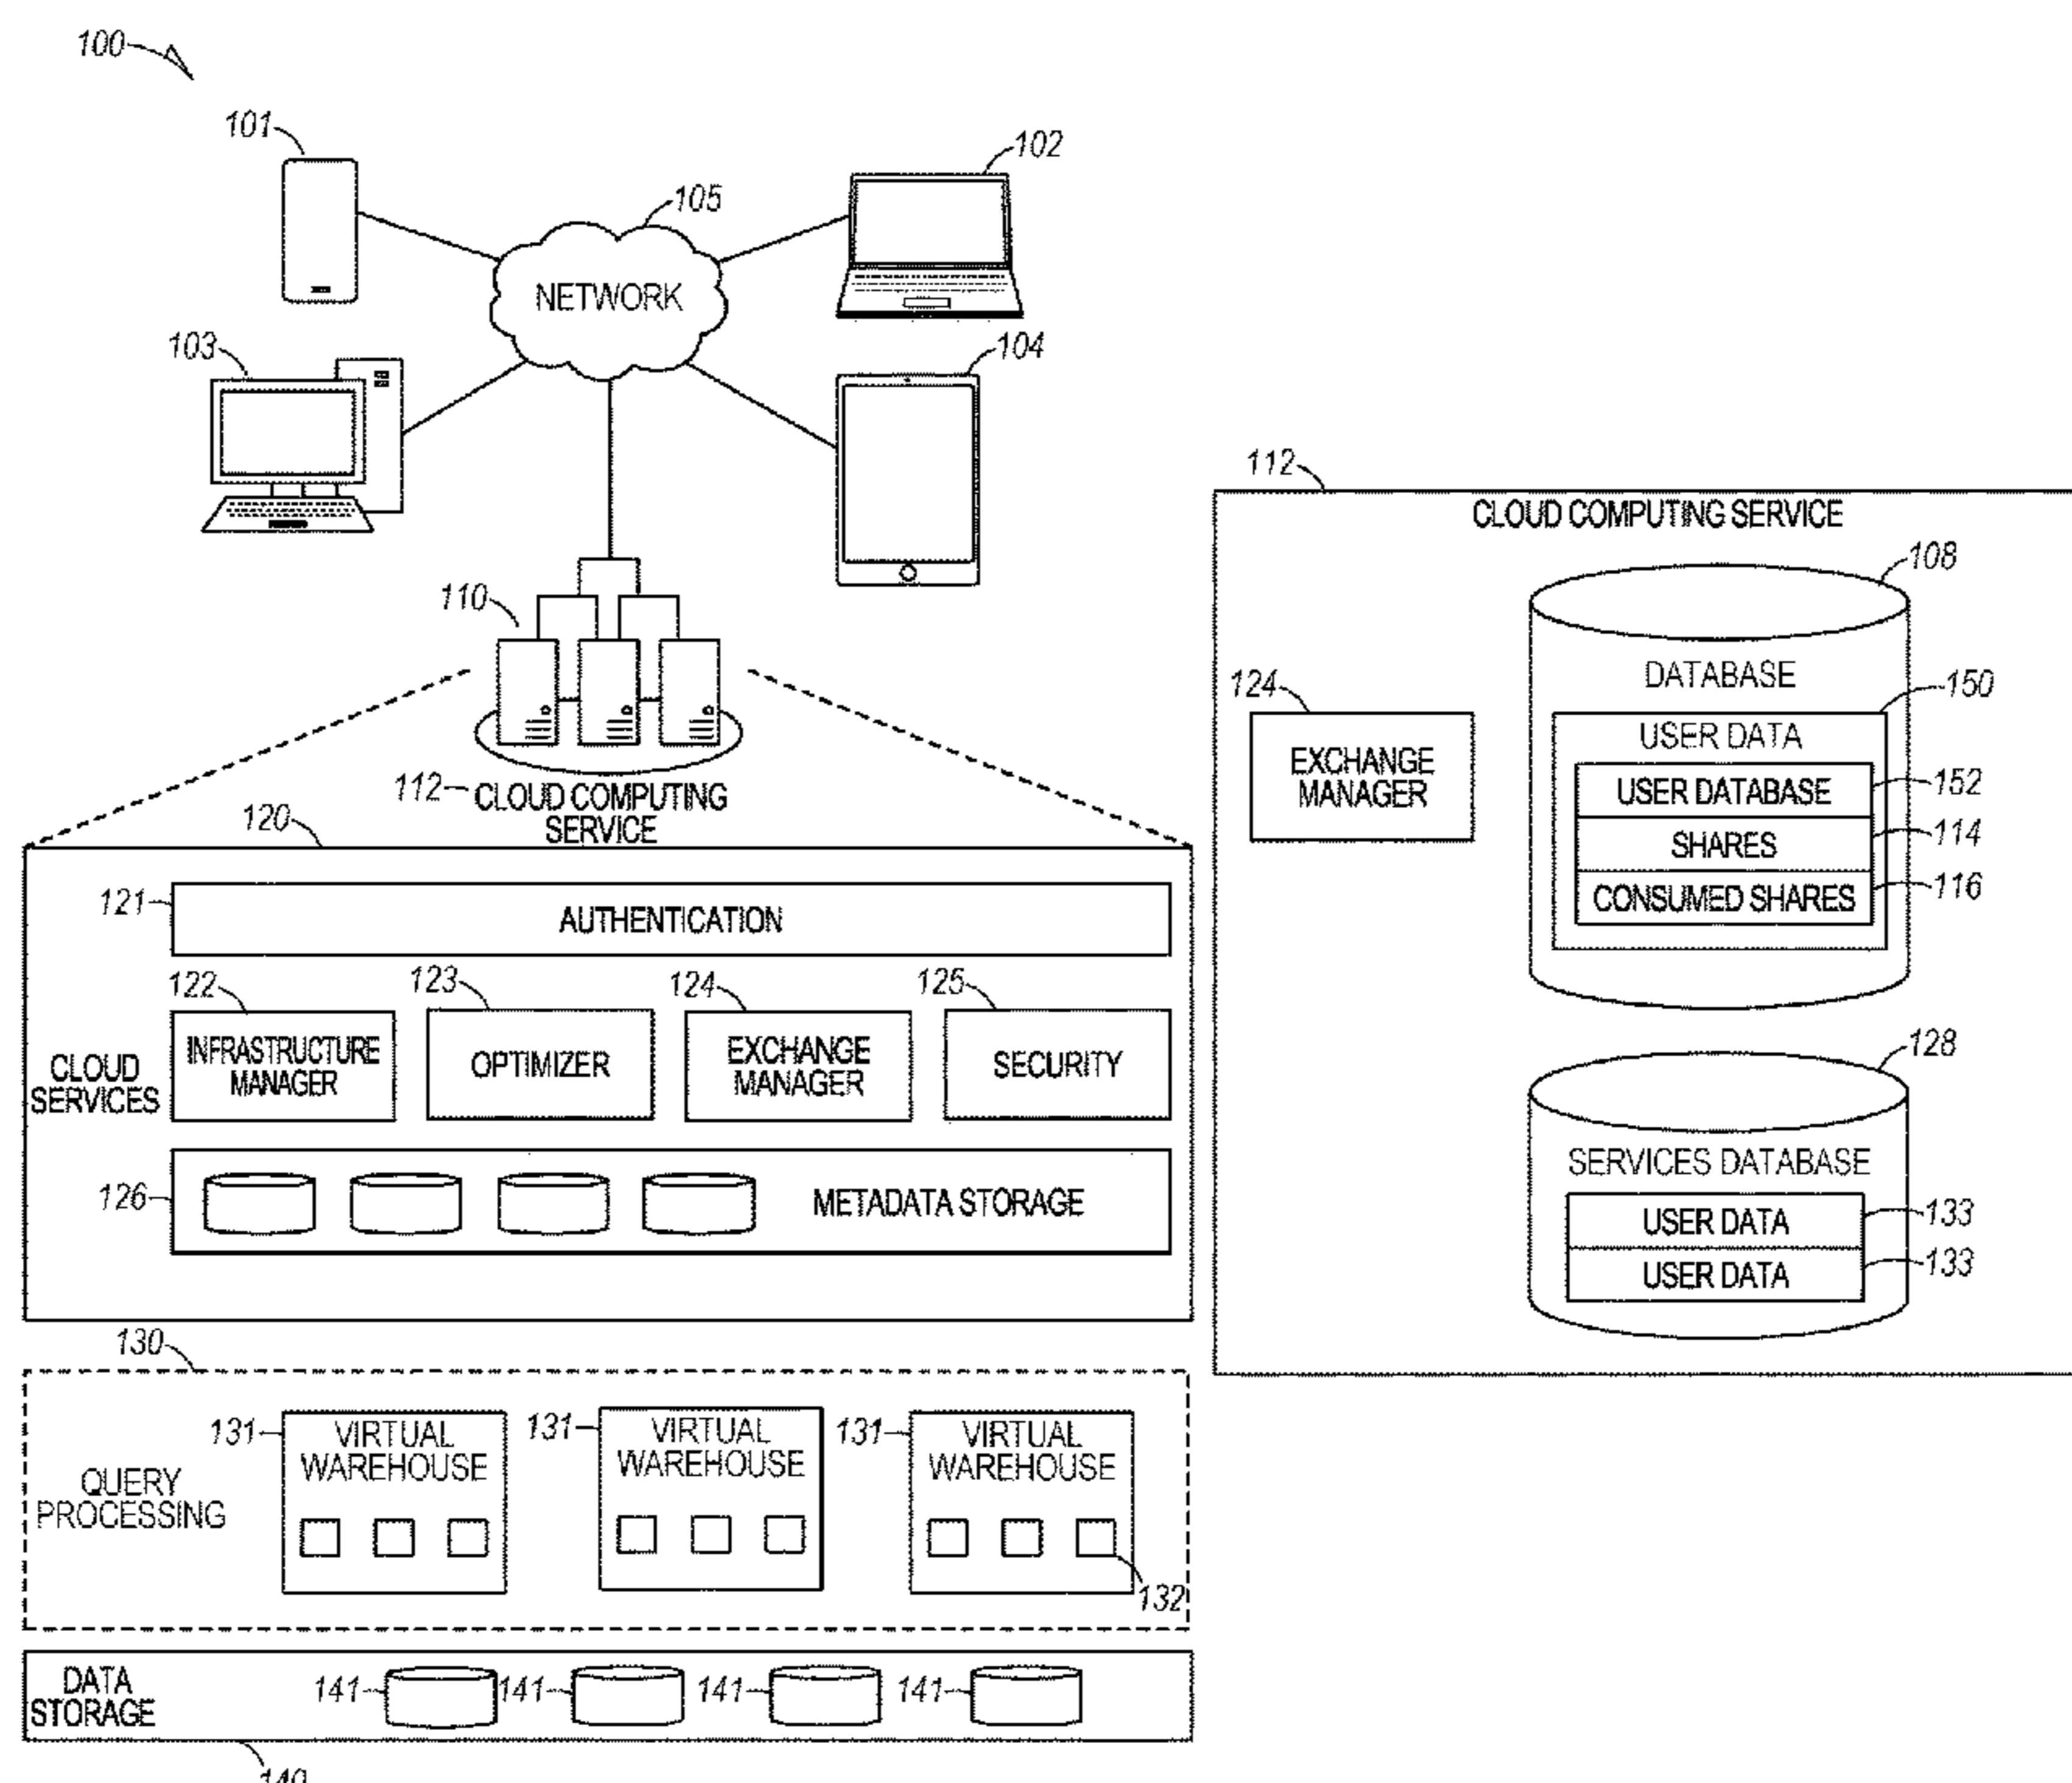 100
101
102
105
NETWORK
103
104
110
112
CLOUD COMPUTING
SERVICE
120
121
AUTHENTICATION
122
123
124
125
CLOUD
SERVICES
INFRASTRUCTURE
MANAGER
OPTIMIZER
EXCHANGE
MANAGER
SECURITY
126
METADATA STORAGE
130
QUERY
PROCESSING
131
VIRTUAL
WAREHOUSE
131
VIRTUAL
WAREHOUSE
131
VIRTUAL
WAREHOUSE
132
DATA
STORAGE
141
141
141
141
140
112
CLOUD COMPUTING SERVICE
108
DATABASE
124
EXCHANGE
MANAGER
150
USER DATA
USER DATABASE
152
SHARES
114
CONSUMED SHARES
116
128
SERVICES DATABASE
USER DATA
133
USER DATA
133